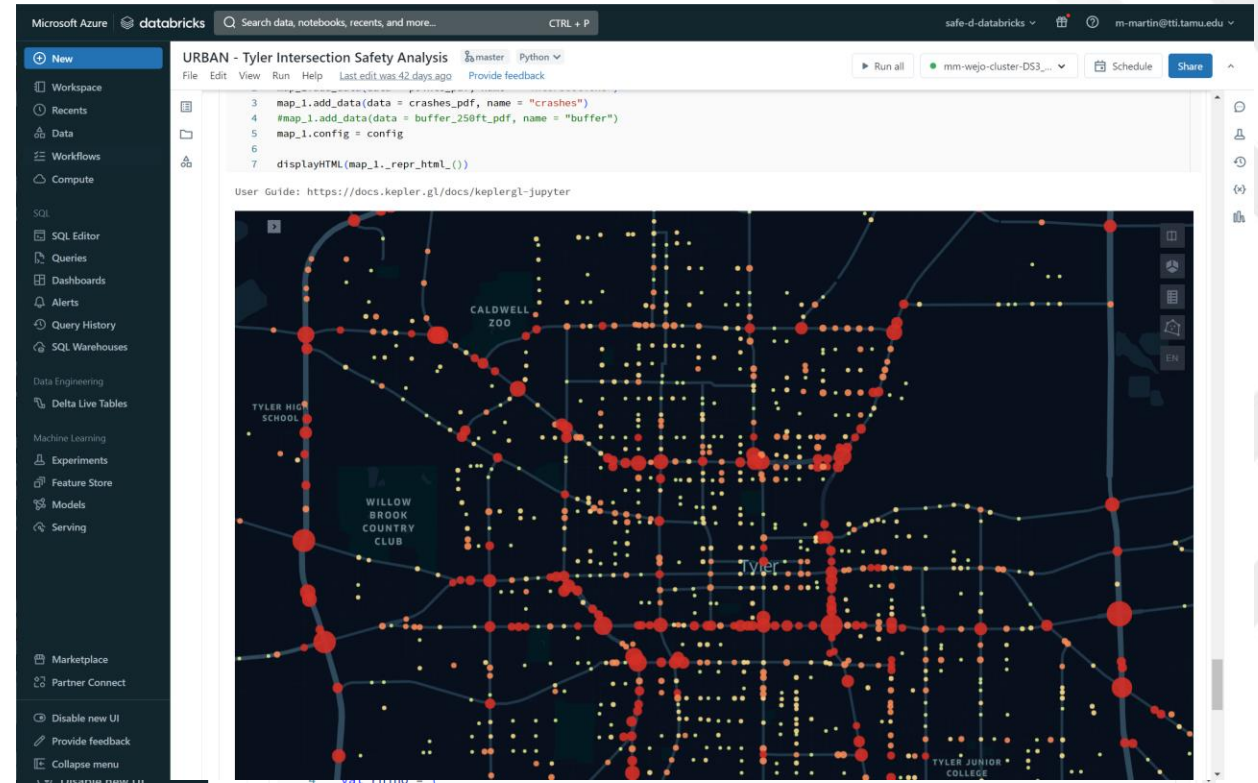 Microsoft Azure databricks Search data, notebooks, recents, and more... CTRL + P safe-d-databricks m-martin@tti.tamu.edu
New
Workspace
Recents
Data
Workflows
Compute
SQL
SQL Editor
Queries
Dashboards
Alerts
Query History
SQL Warehouses
Data Engineering
Delta Live Tables
Machine Learning
Experiments
Feature Store
Models
Serving
Marketplace
Partner Connect
Disable new UI
Provide feedback
Collapse menu
URBAN - Tyler Intersection Safety Analysis master Python
File Edit View Run Help Last edit was 42 days ago Provide feedback
Run all mm-wejo-cluster-DS3_... Schedule Share
3 map_1.add_data(data = crashes_pdf, name = "crashes")
4 #map_1.add_data(data = buffer_250ft_pdf, name = "buffer")
5 map_1.config = config
6
7 displayHTML(map_1._repr_html_())
User Guide: https://docs.kepler.gl/docs/keplergl-jupyter
CALDWELL
ZOO
EN
TYLER HIGH
SCHOOL
WILLOW
BROOK
COUNTRY
CLUB
Tyler
TYLER JUNIOR
COLLEGE